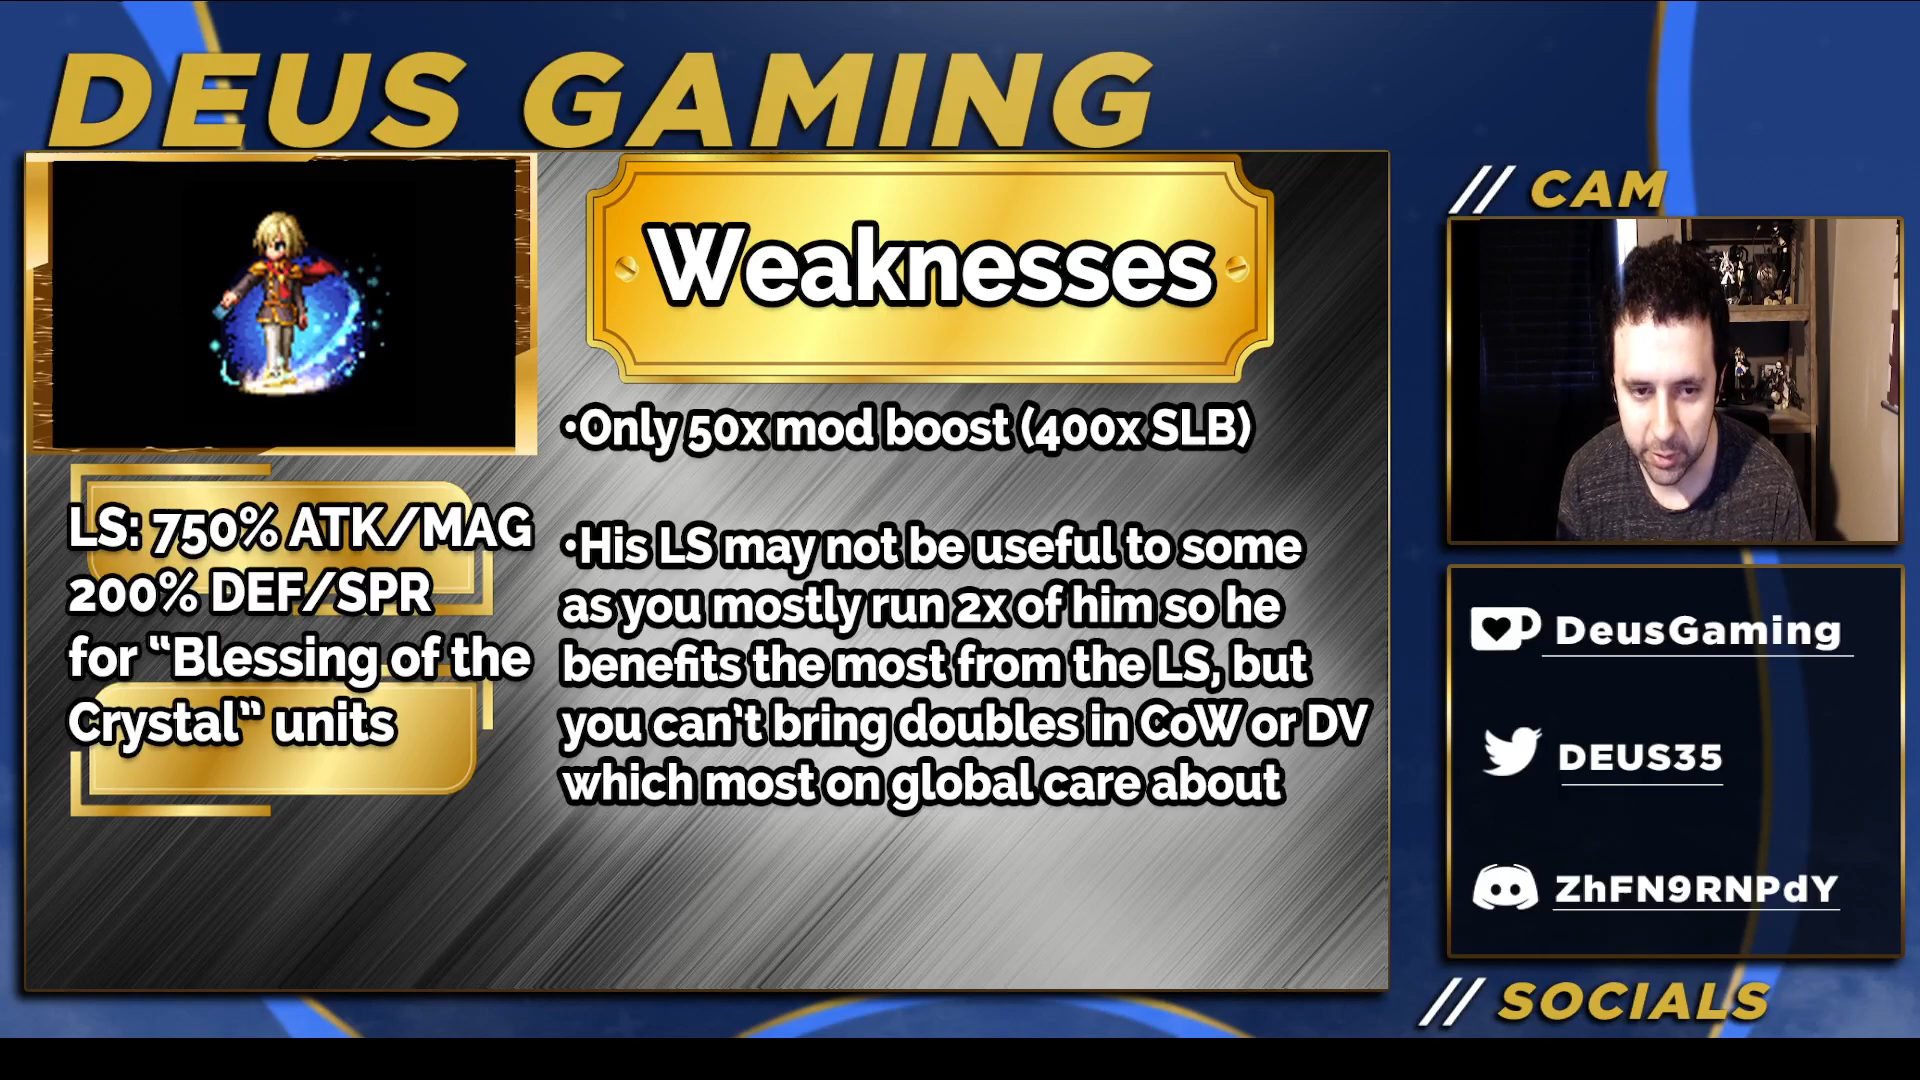 DEUS GAMING
Weaknesses
•Only 50x mod boost (400x SLB)
•His LS may not be useful to some
as you mostly run 2x of him so he
benefits the most from the LS, but
you can't bring doubles in CoW or DV
which most on global care about
LS: 750% ATK/MAG
200% DEF/SPR
for “Blessing of the
Crystal” units
// CAM
DeusGaming
DEUS35
ZhFN9RNPdY
// SOCIALS